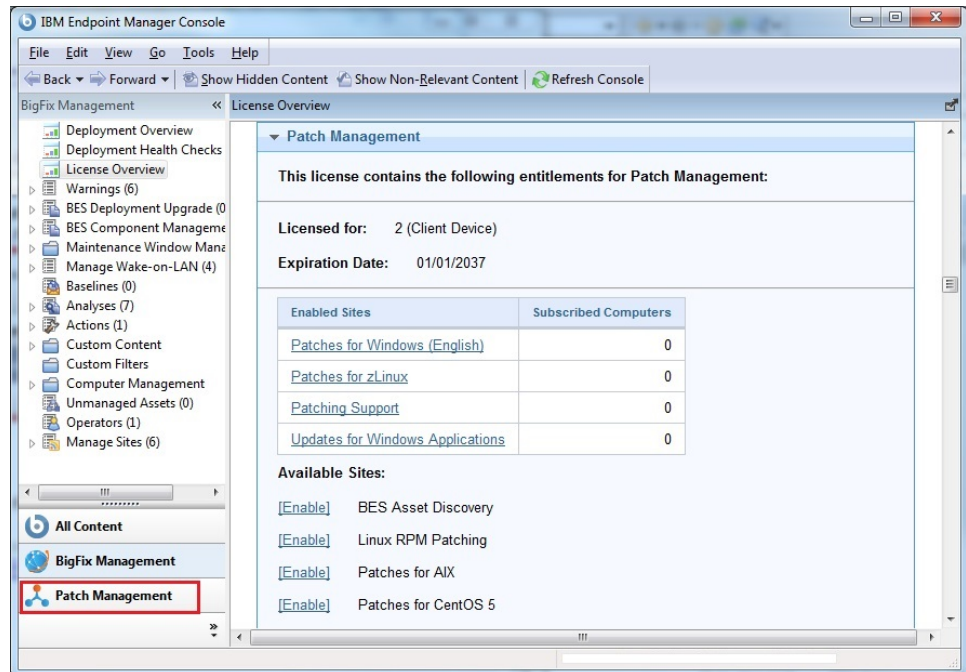 IBM Endpoint Manager Console
File Edit View Go Tools Help
Back Forward Show Hidden Content Show Non-Relevant Content Refresh Console
BigFix Management « License Overview
Deployment Overview
Deployment Health Checks
License Overview
Warnings (6)
BES Deployment Upgrade (0
BES Component Manageme
Maintenance Window Mana
Manage Wake-on-LAN (4)
Baselines (0)
Analyses (7)
Actions (1)
Custom Content
Custom Filters
Computer Management
Unmanaged Assets (0)
Operators (1)
Manage Sites (6)
All Content
BigFix Management
Patch Management
»
Patch Management
This license contains the following entitlements for Patch Management:
Licensed for: 2 (Client Device)
Expiration Date: 01/01/2037
Enabled Sites Subscribed Computers
Patches for Windows (English) 0
Patches for zLinux 0
Patching Support 0
Updates for Windows Applications 0
Available Sites:
[Enable] BES Asset Discovery
[Enable] Linux RPM Patching
[Enable] Patches for AIX
[Enable] Patches for CentOS 5